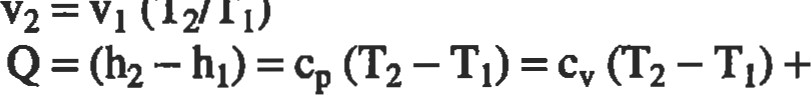 v₂ = v₁ (T₂/T₁)
Q = (h₂ − h₁) = cₚ (T₂ − T₁) = cᵥ (T₂ − T₁) +